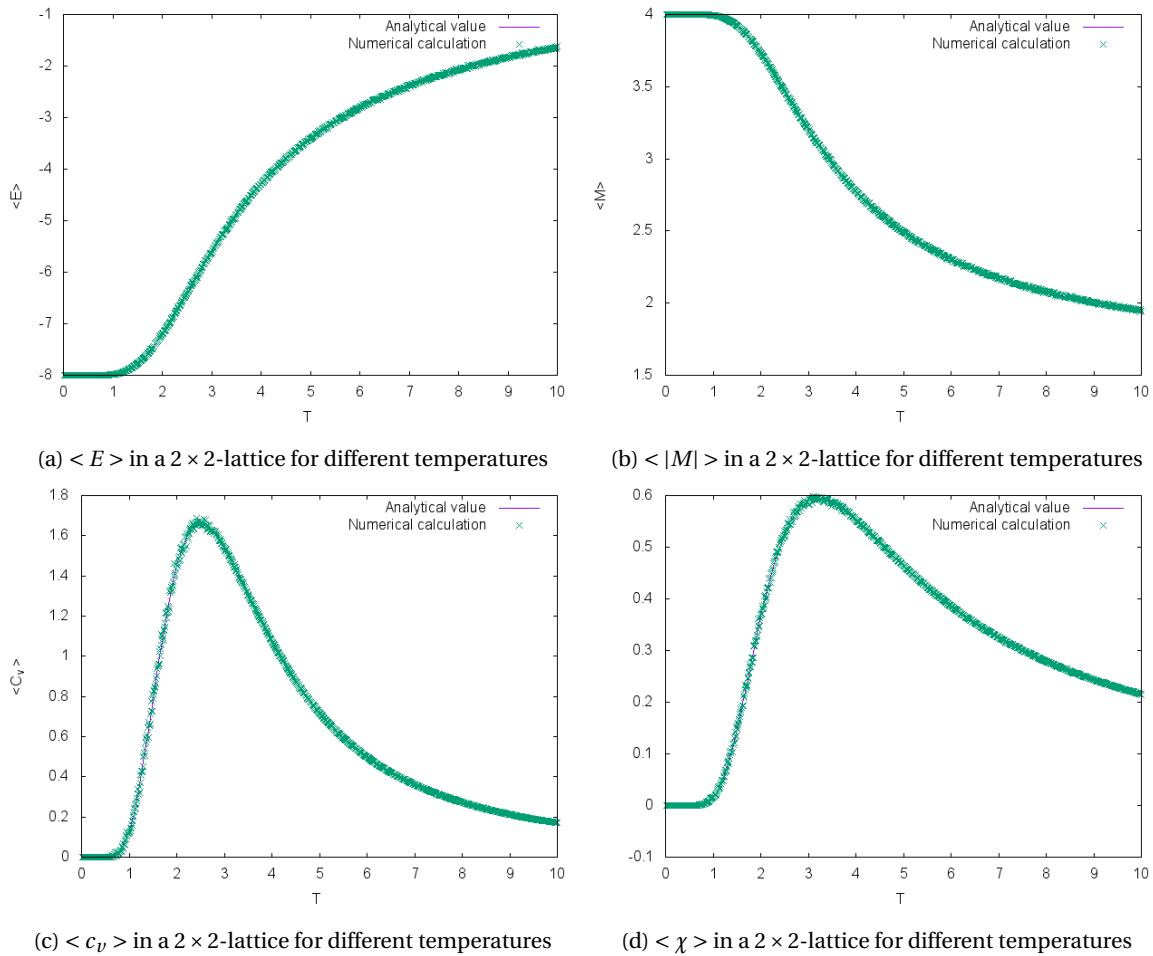 -1
-2
-3
-4
-5
-6
-7
-8
<E>
0 1 2 3 4 5 6 7 8 9 10
T
Analytical value
Numerical calculation
(a) < E > in a 2 × 2-lattice for different temperatures
4
3.5
3
2.5
2
1.5
<M>
0 1 2 3 4 5 6 7 8 9 10
T
Analytical value
Numerical calculation
(b) < |M| > in a 2 × 2-lattice for different temperatures
1.8
1.6
1.4
1.2
1
0.8
0.6
0.4
0.2
0
<Cv>
0 1 2 3 4 5 6 7 8 9 10
T
Analytical value
Numerical calculation
(c) < cv > in a 2 × 2-lattice for different temperatures
0.6
0.5
0.4
0.3
0.2
0.1
0
-0.1
0 1 2 3 4 5 6 7 8 9 10
T
Analytical value
Numerical calculation
(d) < χ > in a 2 × 2-lattice for different temperatures